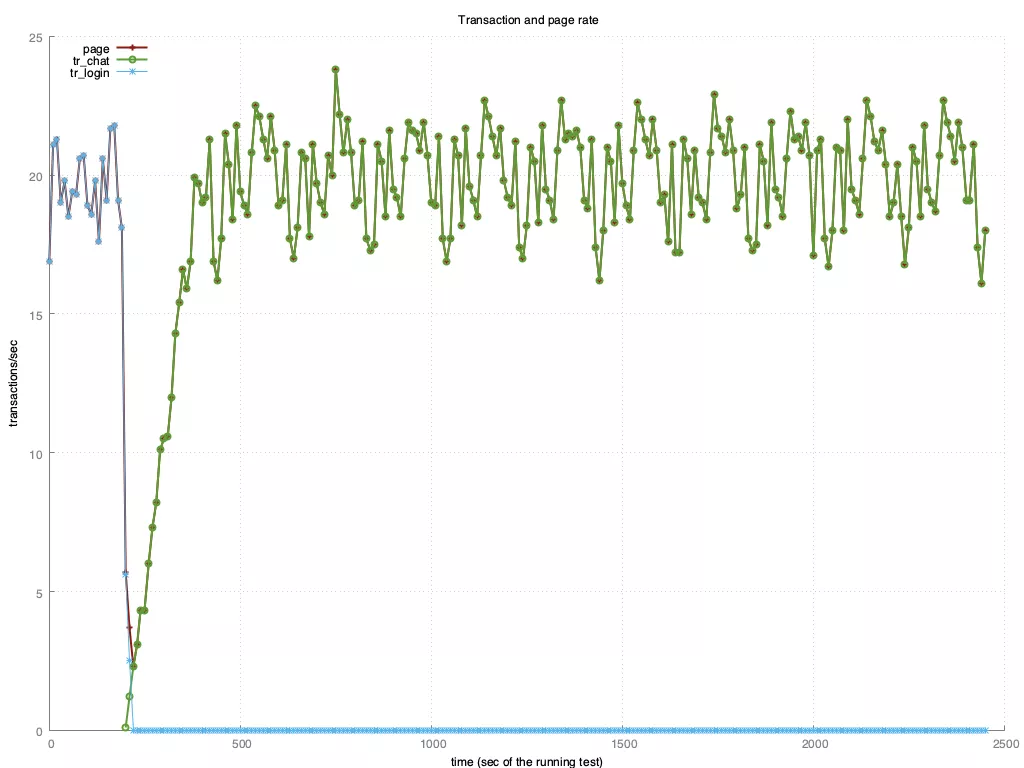 Transaction and page rate
25
page
tr_chat
tr_login
20
15
transactions/sec
10
5
0
0 500 1000 1500 2000 2500
time (sec of the running test)